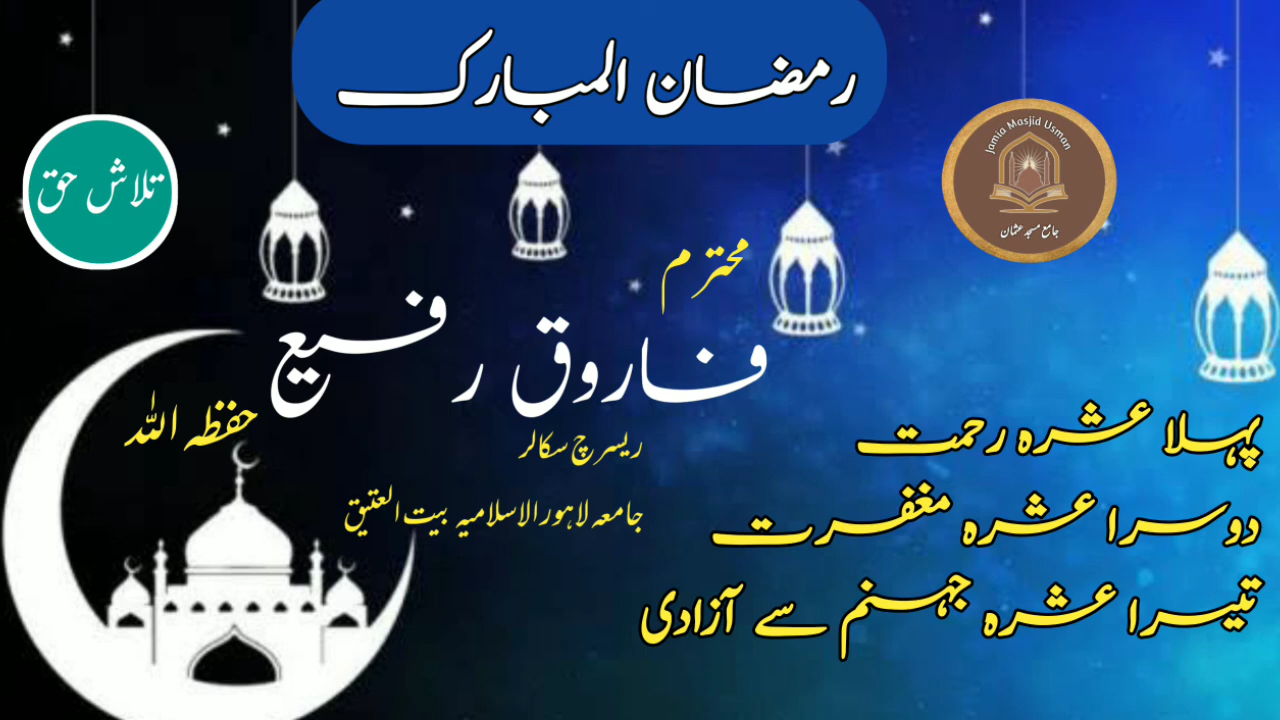 رمضان المبارک
تلاش حق
Jamia Masjid Usman
جامع مسجد عثمان
محترم
فاروق رفیع
حفظہ اللہ
ریسرچ سکالر
جامعہ لاہور الاسلامیہ بیت العتیق
پہلا عشرہ رحمت
دوسرا عشرہ مغفرت
تیسرا عشرہ جہنم سے آزادی